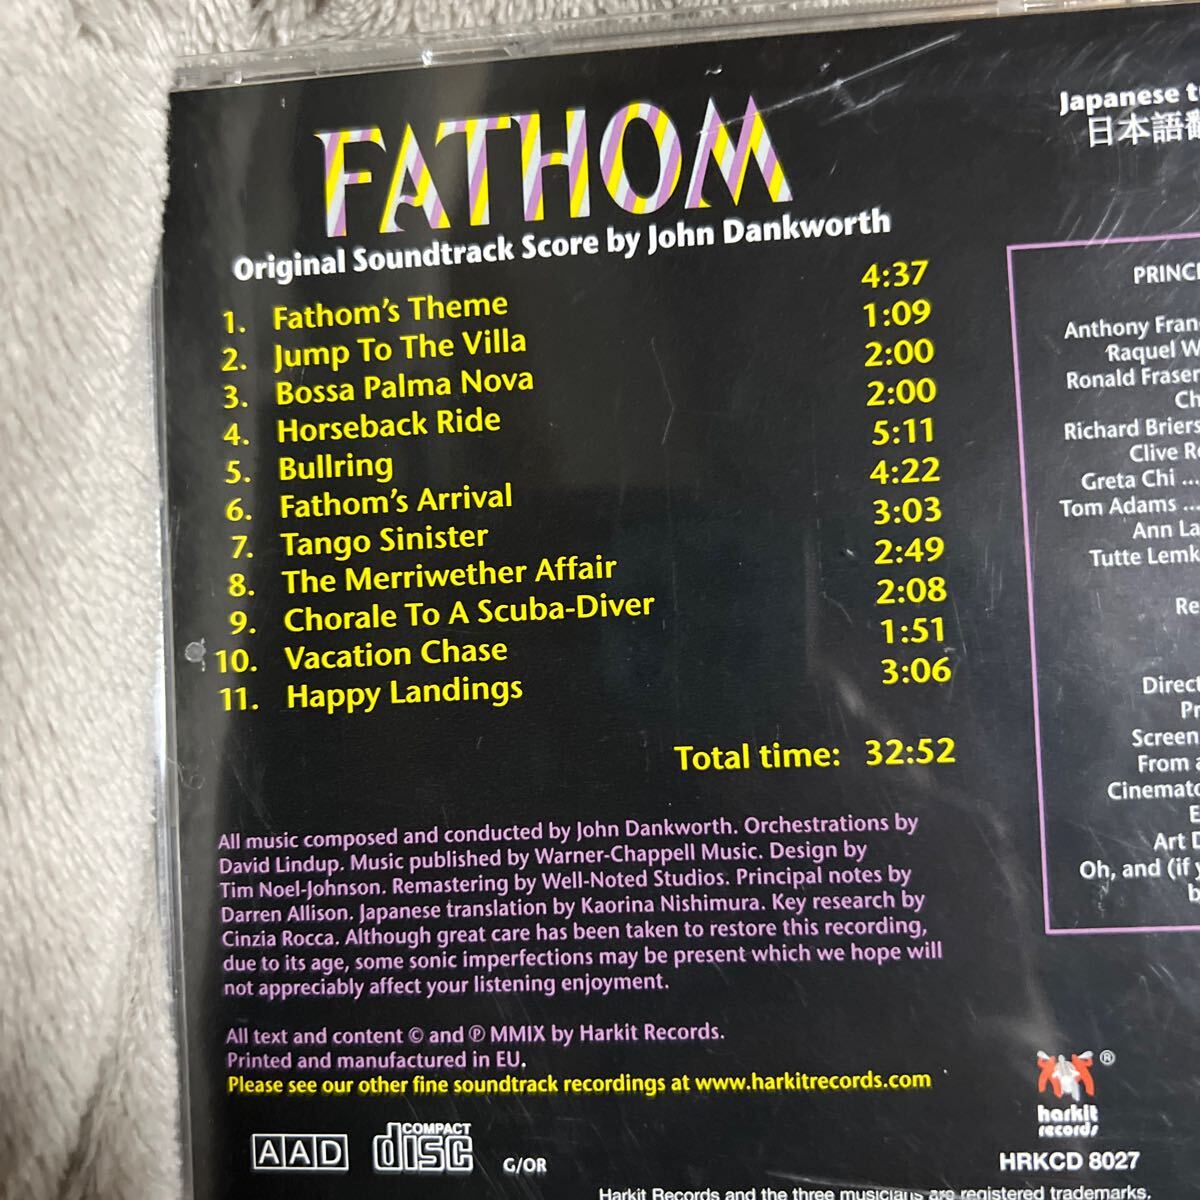 FATHOM
Original Soundtrack Score by John Dankworth
1. Fathom's Theme 4:37
2. Jump To The Villa 1:09
3. Bossa Palma Nova 2:00
4. Horseback Ride 2:00
5. Bullring 5:11
6. Fathom's Arrival 4:22
7. Tango Sinister 3:03
8. The Merriwether Affair 2:49
9. Chorale To A Scuba-Diver 2:08
10. Vacation Chase 1:51
11. Happy Landings 3:06
Total time: 32:52
All music composed and conducted by John Dankworth. Orchestrations by
David Lindup. Music published by Warner-Chappell Music. Design by
Tim Noel-Johnson. Remastering by Well-Noted Studios. Principal notes by
Darren Allison. Japanese translation by Kaorina Nishimura. Key research by
Cinzia Rocca. Although great care has been taken to restore this recording,
due to its age, some sonic imperfections may be present which we hope will
not appreciably affect your listening enjoyment.
All text and content © and ℗ MMIX by Harkit Records.
Printed and manufactured in EU.
Please see our other fine soundtrack recordings at www.harkitrecords.com
AAD
COMPACT
disc
G/OR
Japanese
日本語
PRINC
Anthony Fran
Raquel W
Ronald Fraser
Ch
Richard Briers
Clive R
Greta Chi ...
Tom Adams ...
Ann La
Tutte Lemk
Re
Direct
Pr
Screen
From a
Cinemato
E
Art D
Oh, and (if y
b
®
harkit
records
HRKCD 8027
Harkit Records and the three musicians are registered trademarks.